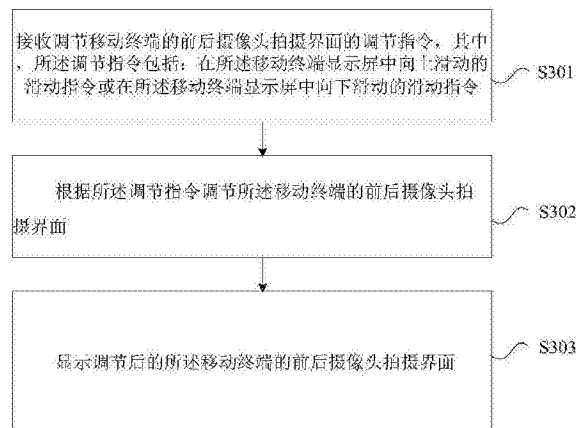 接收调节移动终端的前后摄像头拍摄界面的调节指令，其中
，所述调节指令包括：在所述移动终端显示屏中向上滑动的
滑动指令或在所述移动终端显示屏中向下滑动的滑动指令
S301
根据所述调节指令调节所述移动终端的前后摄像头拍
摄界面
S302
显示调节后的所述移动终端的前后摄像头拍摄界面
S303